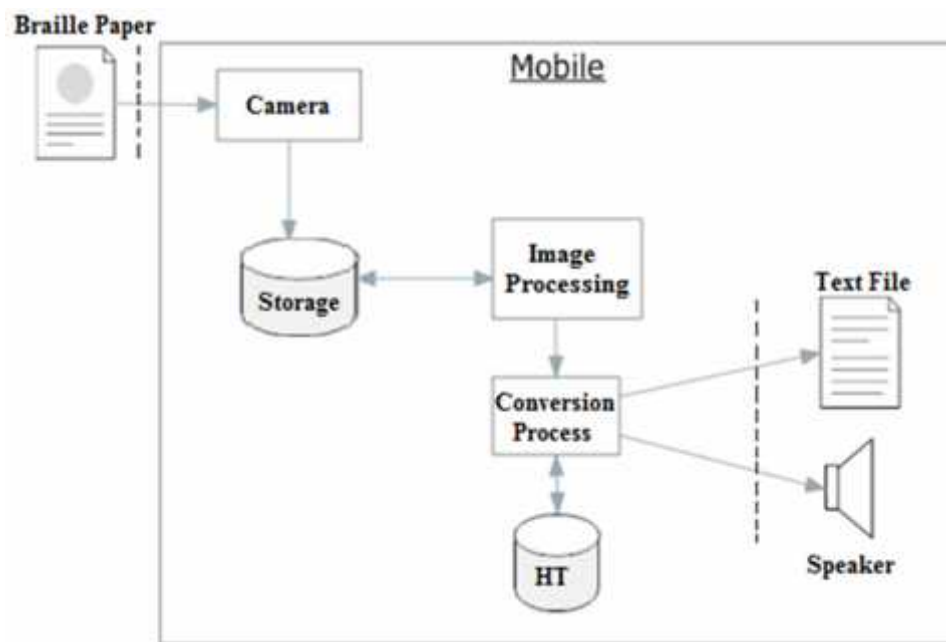 Braille Paper
Mobile
Camera
Storage
Image
Processing
Text File
Conversion
Process
HT
Speaker